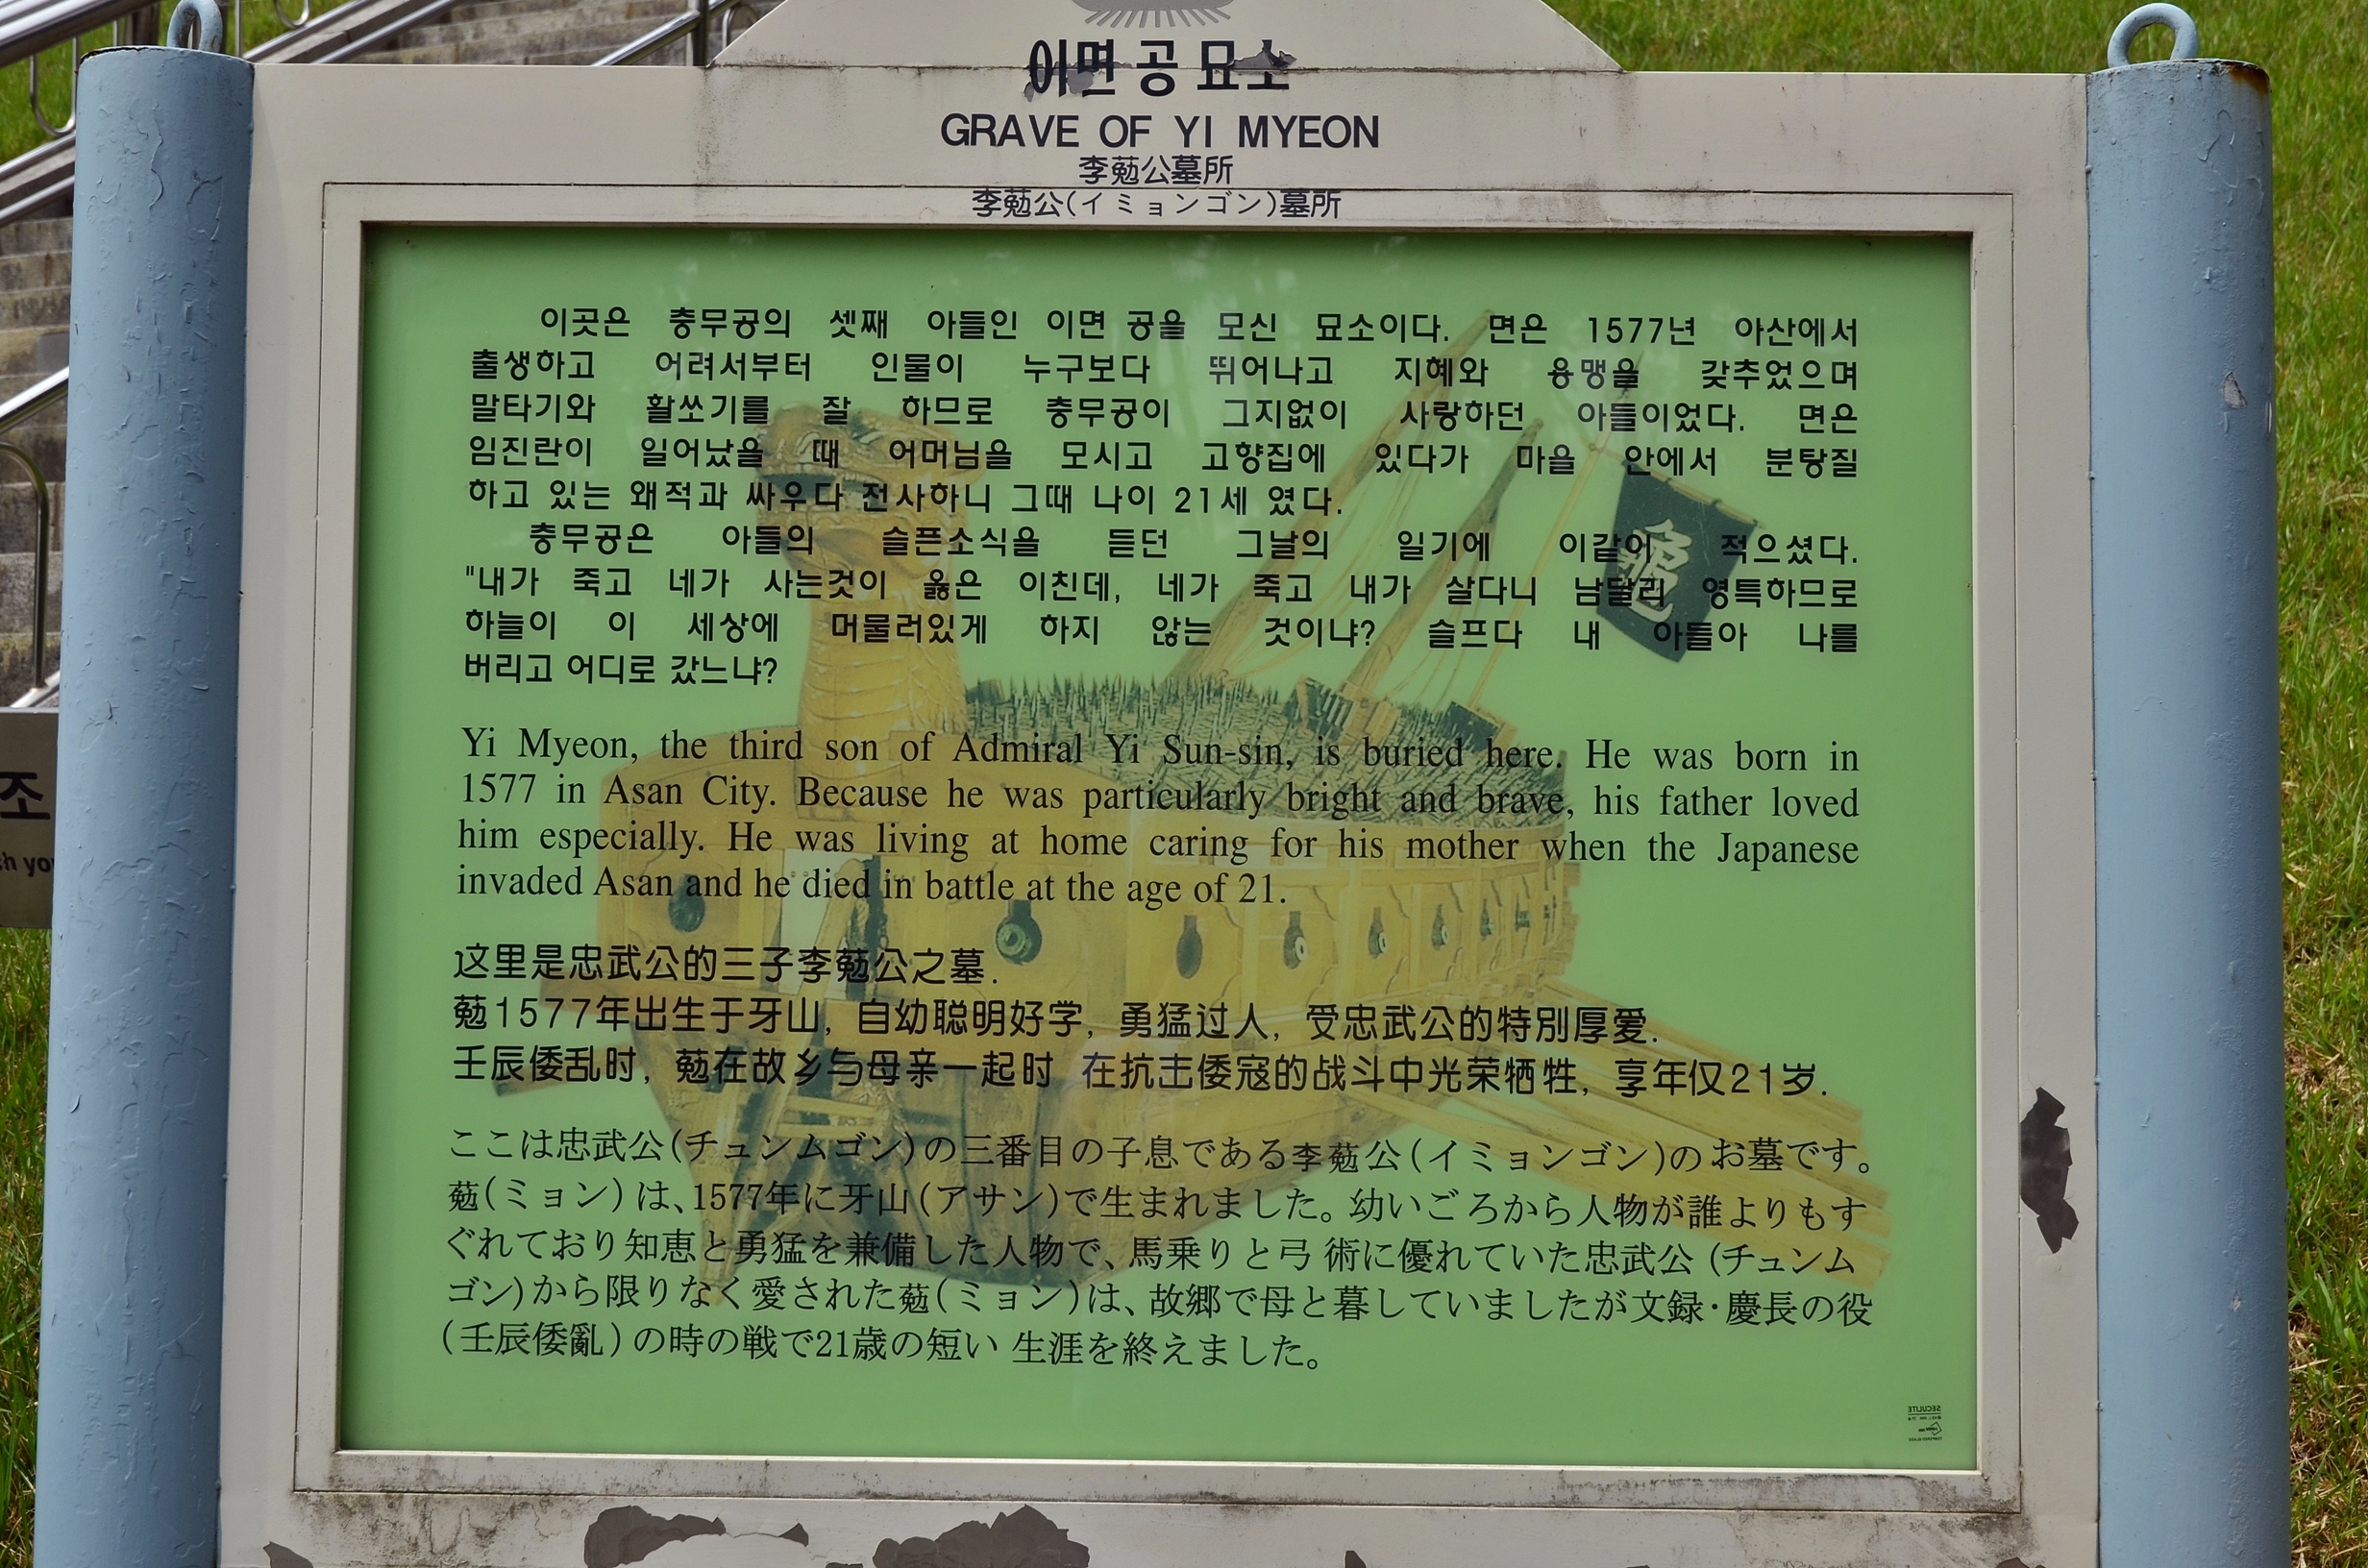 이면공 묘소
GRAVE OF YI MYEON
李葂公墓所
李葂公(イミョンゴン)墓所
이곳은 충무공의 셋째 아들인 이면 공을 모신 묘소이다. 면은 1577년 아산에서
출생하고 어려서부터 인물이 누구보다 뛰어나고 지혜와 용맹을 갖추었으며
말타기와 활쏘기를 잘 하므로 충무공이 그지없이 사랑하던 아들이었다. 면은
임진란이 일어났을 때 어머님을 모시고 고향집에 있다가 마을 안에서 분탕질
하고 있는 왜적과 싸우다 전사하니 그때 나이 21세 였다.
충무공은 아들의 슬픈소식을 듣던 그날의 일기에 이같이 적으셨다.
"내가 죽고 네가 사는것이 옳은 이친데, 네가 죽고 내가 살다니 남달리 영특하므로
하늘이 이 세상에 머물러있게 하지 않는 것이냐? 슬프다 내 아들아 나를
버리고 어디로 갔느냐?
Yi Myeon, the third son of Admiral Yi Sun-sin, is buried here. He was born in
1577 in Asan City. Because he was particularly bright and brave, his father loved
him especially. He was living at home caring for his mother when the Japanese
invaded Asan and he died in battle at the age of 21.
这里是忠武公的三子李葂公之墓.
葂1577年出生于牙山, 自幼聪明好学, 勇猛过人, 受忠武公的特別厚爱.
壬辰倭乱时, 葂在故乡与母亲一起时 在抗击倭寇的战斗中光荣牺牲, 享年仅21岁.
ここは忠武公(チュンムゴン)の三番目の子息である李葂公(イミョンゴン)のお墓です。
葂(ミョン)は、1577年に牙山(アサン)で生まれました。幼いごろから人物が誰よりもす
ぐれており知恵と勇猛を兼備した人物で、馬乗りと弓 術に優れていた忠武公 (チュンム
ゴン)から限りなく愛された葂(ミョン)は、故郷で母と暮していましたが文録·慶長の役
(壬辰倭亂)の時の戦で21歳の短い 生涯を終えました。
龜
조
th you
SECULITE